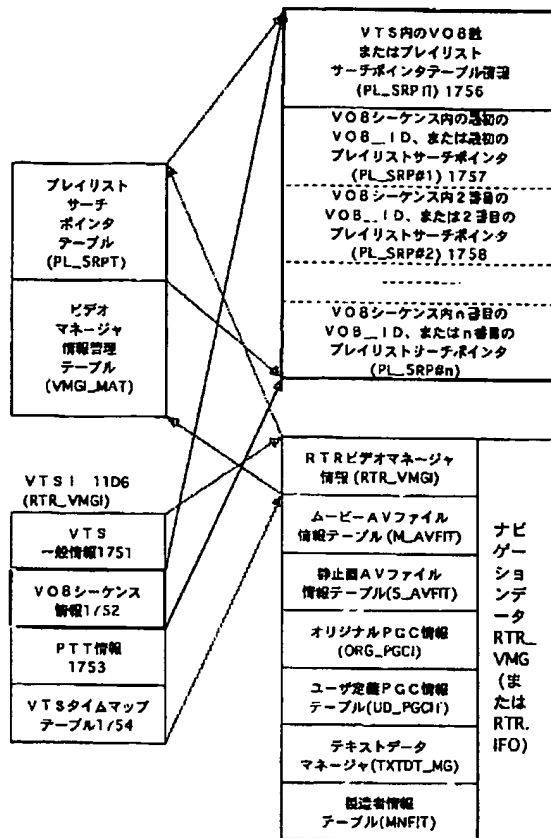 VTS内のVOB数
またはプレイリスト
サーチポインタテーブル情報
(PL_SRPTI) 1756
VOBシーケンス内の最初の
VOB_ID、または最初の
プレイリストサーチポインタ
(PL_SRP#1) 1757
VOBシーケンス内2番目の
VOB_ID、または2番目の
プレイリストサーチポインタ
(PL_SRP#2) 1758
VOBシーケンス内n番目の
VOB_ID、またはn番目の
プレイリストサーチポインタ
(PL_SRP#n)
プレイリスト
サーチ
ポインタ
テーブル
(PL_SRPT)
ビデオ
マネージャ
情報管理
テーブル
(VMGI_MAT)
VTSI 11D6
(RTR_VMGI)
VTS
一般情報1751
VOBシーケンス
情報1752
PTT情報
1753
VTSタイムマップ
テーブル1754
RTRビデオマネージャ
情報(RTR_VMGI)
ムービーAVファイル
情報テーブル(M_AVFIT)
静止画AVファイル
情報テーブル(S_AVFIT)
オリジナルPGC情報
(ORG_PGCI)
ユーザ定義PGC情報
テーブル(UD_PGCIT)
テキストデータ
マネージャ(TXTDT_MG)
製造者情報
テーブル(MNFIT)
ナビ
ゲー
ショ
ンデ
ータ
RTR_
VMG
(ま
たは
RTR.
IFO)